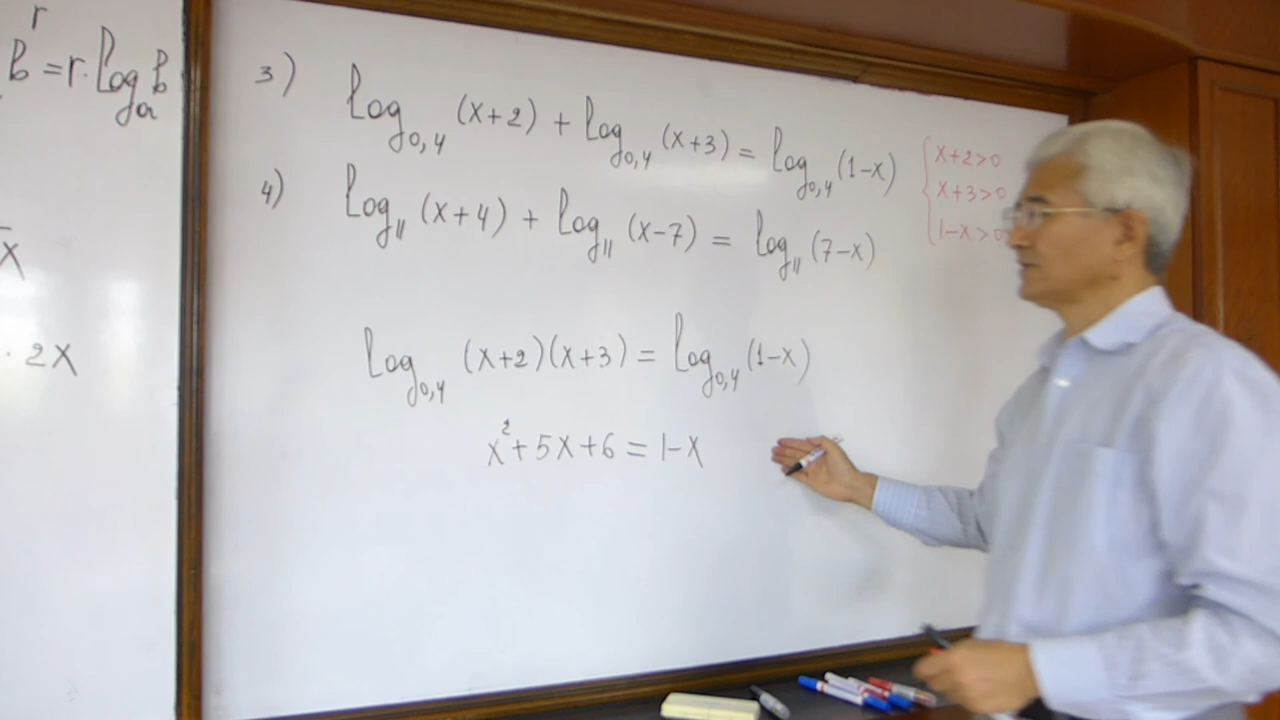 b^r = r · log_a b
x
· 2x
3) log_0,4 (x+2) + log_0,4 (x+3) = log_0,4 (1-x)
x+2>0
x+3>0
1-x>0
4) log_11 (x+4) + log_11 (x-7) = log_11 (7-x)
log_0,4 (x+2)(x+3) = log_0,4 (1-x)
x²+5x+6 = 1-x